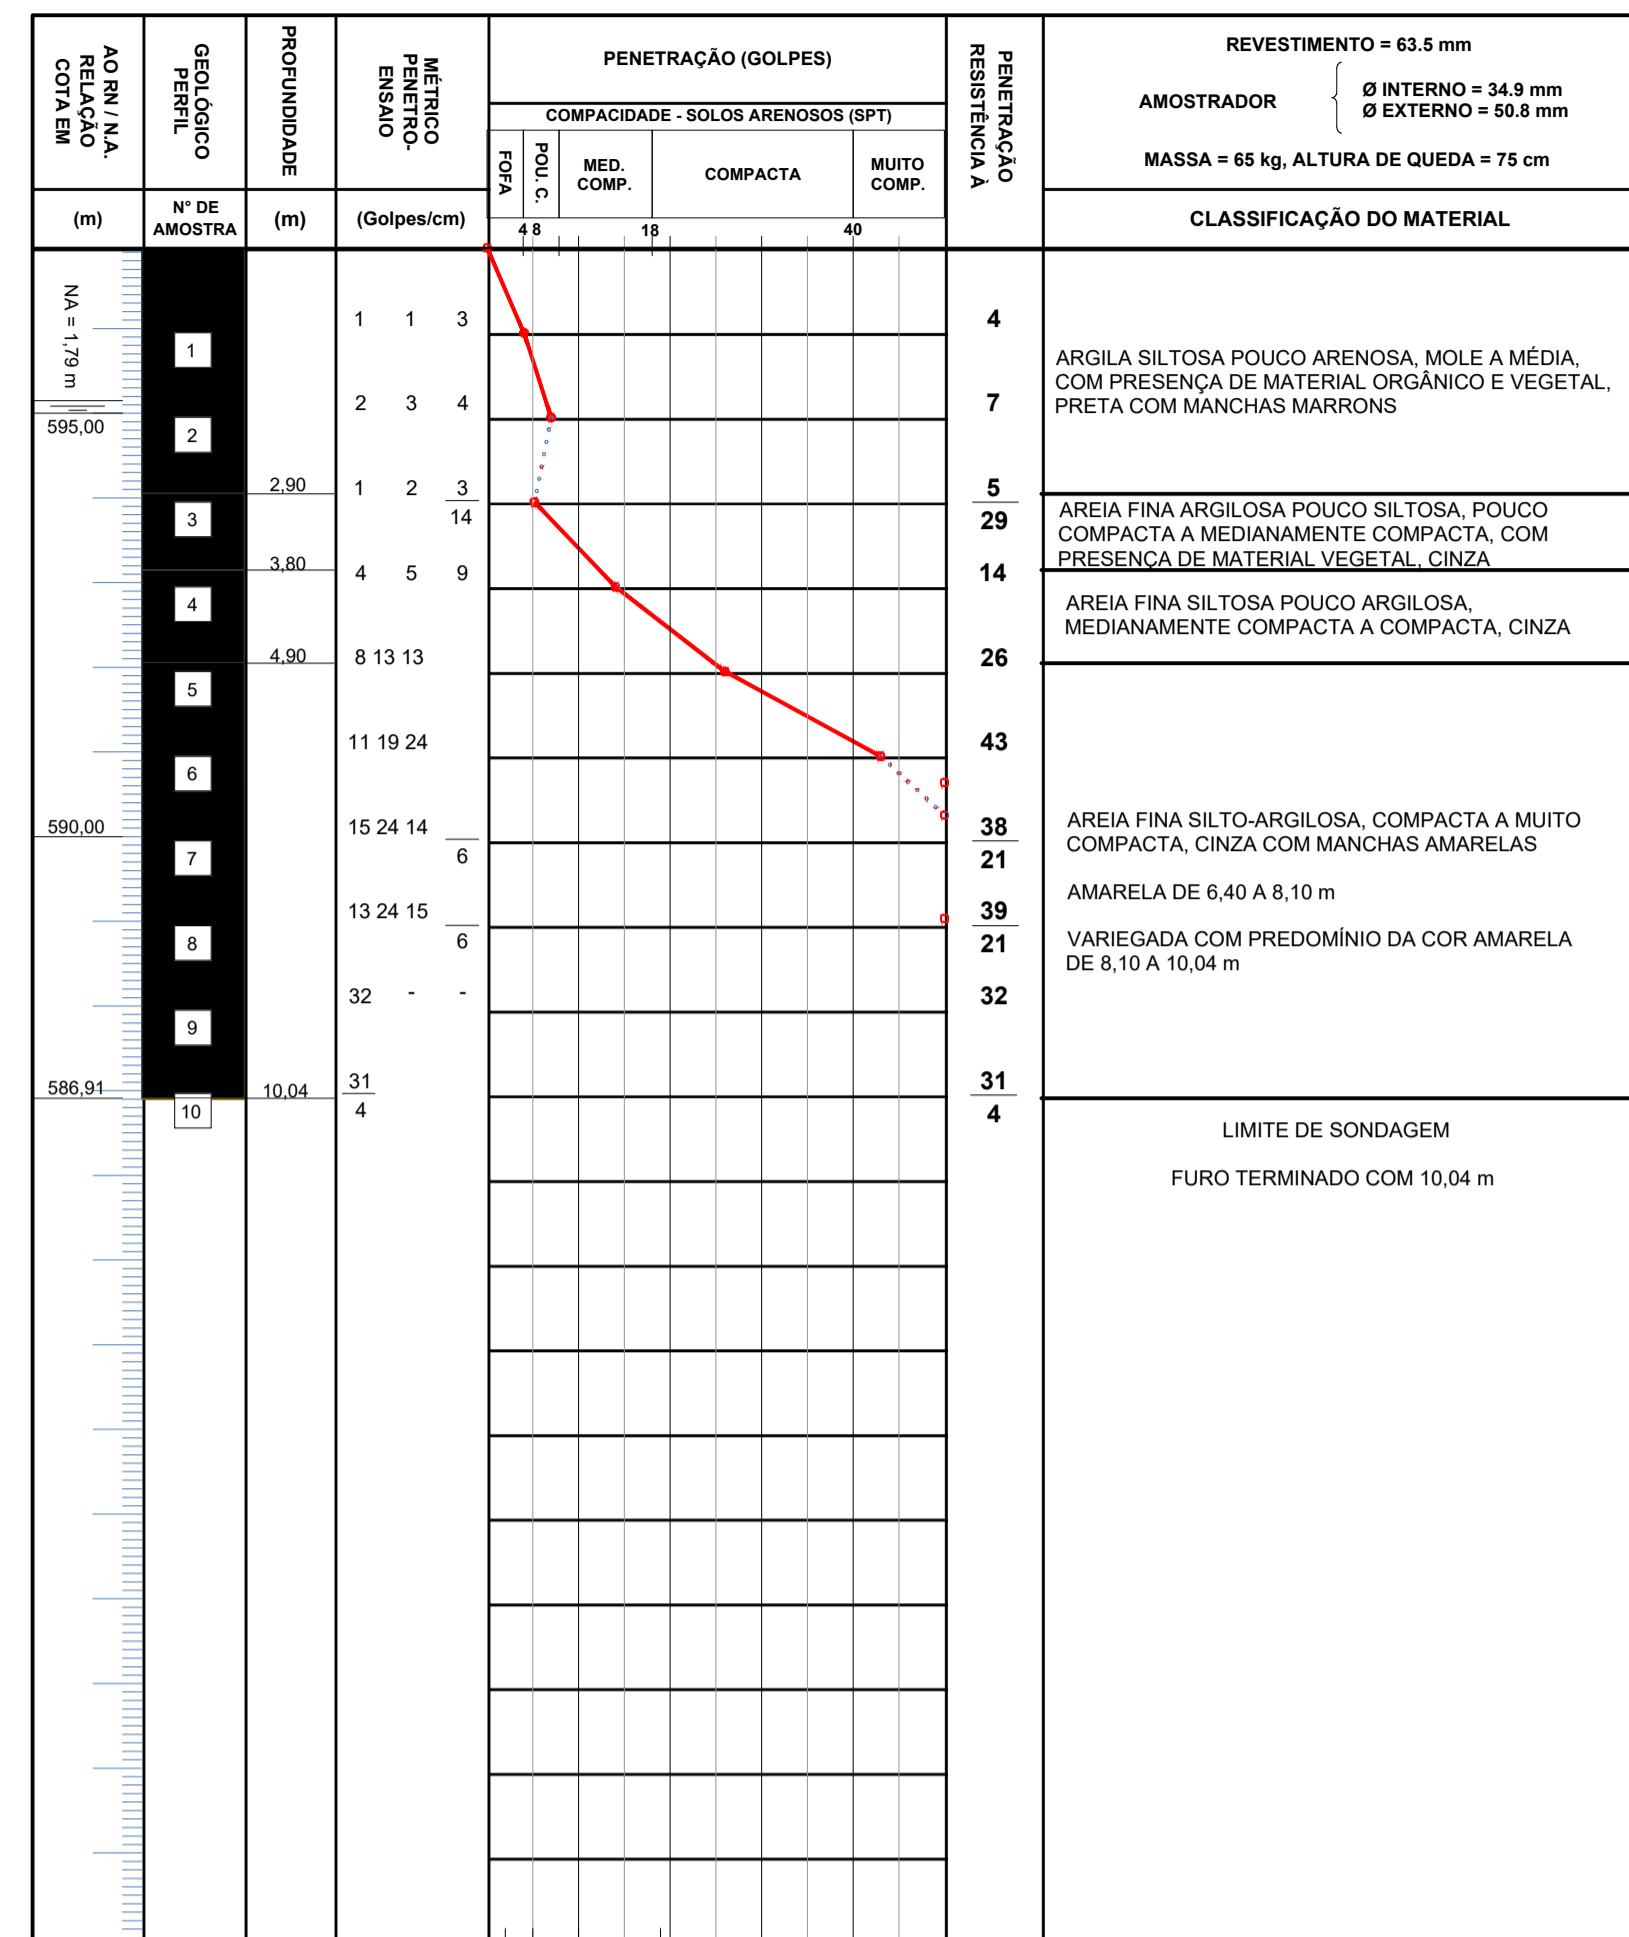 COTA EM
RELAÇÃO
AO RN / N.A.
(m)
PERFIL
GEOLÓGICO
N° DE
AMOSTRA
PROFUNDIDADE
(m)
ENSAIO
PENETRO-
MÉTRICO
(Golpes/cm)
PENETRAÇÃO (GOLPES)
COMPACIDADE - SOLOS ARENOSOS (SPT)
FOFA
POU. C.
MED.
COMP.
COMPACTA
MUITO
COMP.
4 8 18 40
RESISTÊNCIA À
PENETRAÇÃO
REVESTIMENTO = 63.5 mm
AMOSTRADOR
Ø INTERNO = 34.9 mm
Ø EXTERNO = 50.8 mm
MASSA = 65 kg, ALTURA DE QUEDA = 75 cm
CLASSIFICAÇÃO DO MATERIAL
NA = 1,79 m
1 1 3 4
1
ARGILA SILTOSA POUCO ARENOSA, MOLE A MÉDIA,
COM PRESENÇA DE MATERIAL ORGÂNICO E VEGETAL,
PRETA COM MANCHAS MARRONS
2 3 4 7
595,00
2
2,90 1 2 3 5
14 29
3
AREIA FINA ARGILOSA POUCO SILTOSA, POUCO
COMPACTA A MEDIANAMENTE COMPACTA, COM
PRESENÇA DE MATERIAL VEGETAL, CINZA
3,80 4 5 9 14
4
AREIA FINA SILTOSA POUCO ARGILOSA,
MEDIANAMENTE COMPACTA A COMPACTA, CINZA
4,90 8 13 13 26
5
11 19 24 43
6
590,00 15 24 14 38
6 21
7
AREIA FINA SILTO-ARGILOSA, COMPACTA A MUITO
COMPACTA, CINZA COM MANCHAS AMARELAS
AMARELA DE 6,40 A 8,10 m
13 24 15 39
6 21
8
VARIEGADA COM PREDOMÍNIO DA COR AMARELA
DE 8,10 A 10,04 m
32 - - 32
9
586,91 10,04 31 31
10 4 4
LIMITE DE SONDAGEM
FURO TERMINADO COM 10,04 m